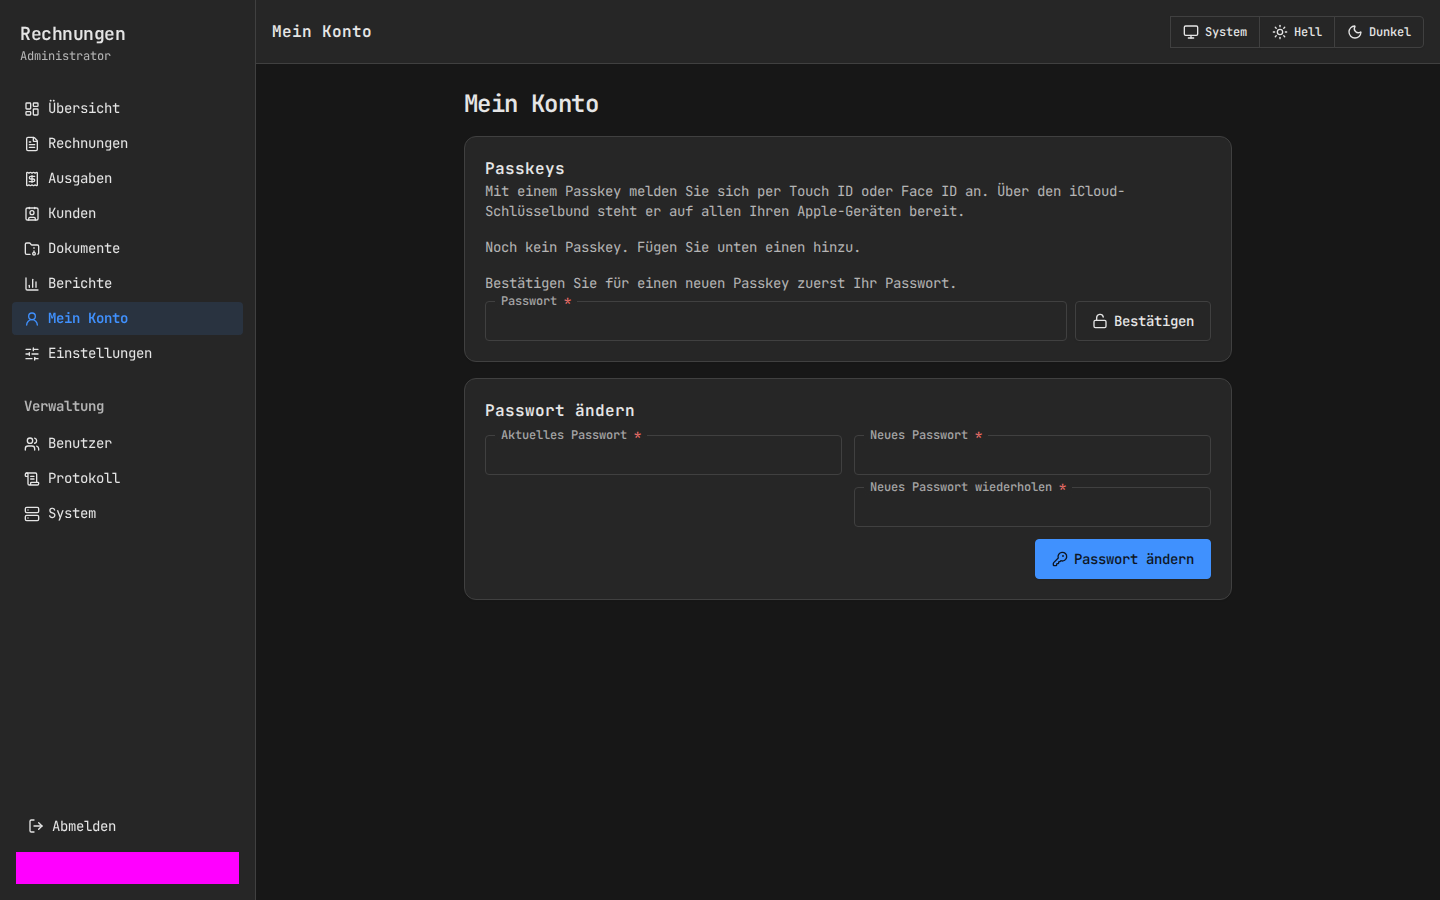 Rechnungen
Administrator
Übersicht
Rechnungen
Ausgaben
Kunden
Dokumente
Berichte
Mein Konto
Einstellungen
Verwaltung
Benutzer
Protokoll
System
Abmelden
Mein Konto
System
Hell
Dunkel
Mein Konto
Passkeys
Mit einem Passkey melden Sie sich per Touch ID oder Face ID an. Über den iCloud-
Schlüsselbund steht er auf allen Ihren Apple-Geräten bereit.
Noch kein Passkey. Fügen Sie unten einen hinzu.
Bestätigen Sie für einen neuen Passkey zuerst Ihr Passwort.
Passwort *
Bestätigen
Passwort ändern
Aktuelles Passwort *
Neues Passwort *
Neues Passwort wiederholen *
Passwort ändern